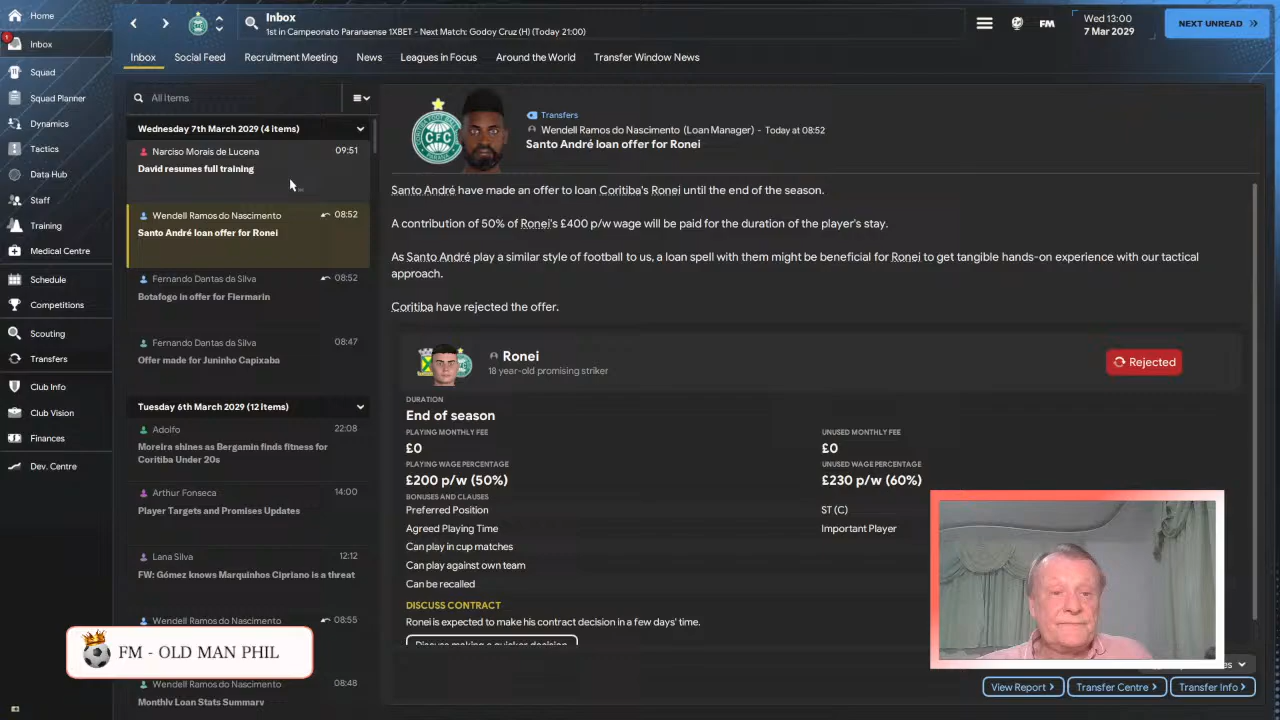 Home
Inbox
1st in Campeonato Paranaense 1XBET - Next Match: Godoy Cruz (H) (Today 21:00)
FM
Wed 13:00
7 Mar 2029
NEXT UNREAD
1
Inbox
Squad
Squad Planner
Dynamics
Tactics
Data Hub
Staff
Training
Medical Centre
Schedule
Competitions
Scouting
Transfers
Club Info
Club Vision
Finances
Dev. Centre
Inbox
Social Feed
Recruitment Meeting
News
Leagues in Focus
Around the World
Transfer Window News
All Items
Wednesday 7th March 2029 (4 items)
Narciso Morais de Lucena 09:51
David resumes full training
Wendell Ramos do Nascimento 08:52
Santo André loan offer for Ronei
Fernando Dantas da Silva 08:52
Botafogo in offer for Flermarin
Fernando Dantas da Silva 08:47
Offer made for Juninho Capixaba
Tuesday 6th March 2029 (12 items)
Adolfo 22:08
Moreira shines as Bergamin finds fitness for
Coritiba Under 20s
Arthur Fonseca 14:00
Player Targets and Promises Updates
Lana Silva 12:12
FW: Gómez knows Marquinhos Cipriano is a threat
Wendell Ramos do Nascimento 08:55
FM - OLD MAN PHIL
Wendell Ramos do Nascimento 08:48
Monthly Loan Stats Summary
CFC
Transfers
Wendell Ramos do Nascimento (Loan Manager) - Today at 08:52
Santo André loan offer for Ronei
Santo André have made an offer to loan Coritiba's Ronei until the end of the season.
A contribution of 50% of Ronei's £400 p/w wage will be paid for the duration of the player's stay.
As Santo André play a similar style of football to us, a loan spell with them might be beneficial for Ronei to get tangible hands-on experience with our tactical
approach.
Coritiba have rejected the offer.
Ronei
18 year-old promising striker
Rejected
DURATION
End of season
PLAYING MONTHLY FEE
£0
UNUSED MONTHLY FEE
£0
PLAYING WAGE PERCENTAGE
£200 p/w (50%)
UNUSED WAGE PERCENTAGE
£230 p/w (60%)
BONUSES AND CLAUSES
Preferred Position ST (C)
Agreed Playing Time Important Player
Can play in cup matches
Can play against own team
Can be recalled
DISCUSS CONTRACT
Ronei is expected to make his contract decision in a few days' time.
Discuss making a quicker decision
View Report
Transfer Centre
Transfer Info